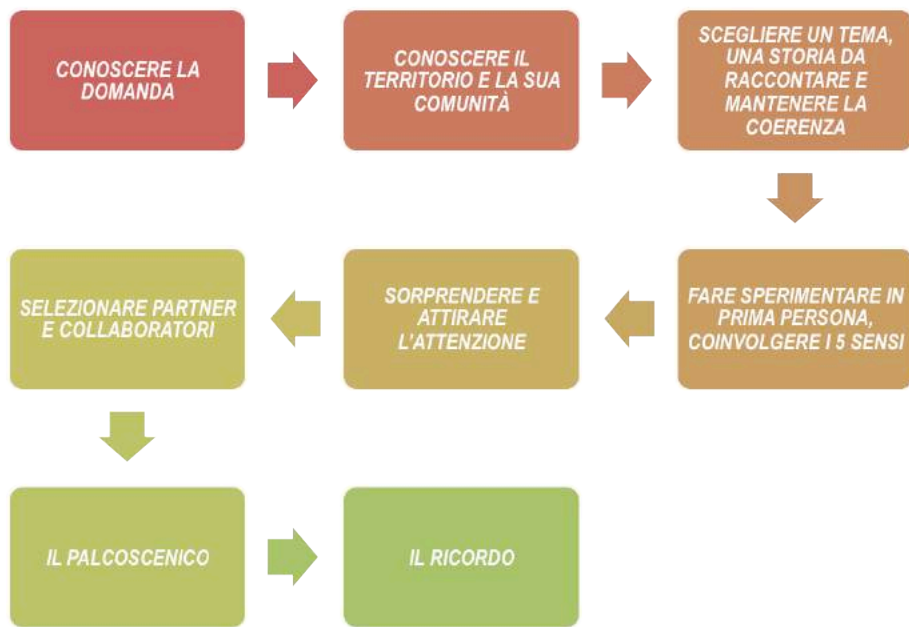 CONOSCERE LA
DOMANDA
CONOSCERE IL
TERRITORIO E LA SUA
COMUNITÀ
SCEGLIERE UN TEMA,
UNA STORIA DA
RACCONTARE E
MANTENERE LA
COERENZA
FARE SPERIMENTARE IN
PRIMA PERSONA,
COINVOLGERE I 5 SENSI
SORPRENDERE E
ATTIRARE
L'ATTENZIONE
SELEZIONARE PARTNER
E COLLABORATORI
IL PALCOSCENICO
IL RICORDO